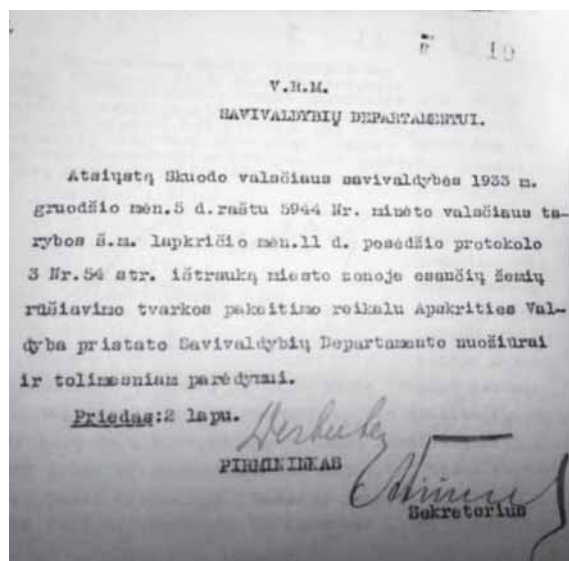 10
V.R.M.
SAVIVALDYBIŲ DEPARTAMENTUI.
Atsiųstą Skuodo valsčiaus savivaldybės 1933 m.
gruodžio mėn.5 d.raštu 5944 Nr. minėto valsčiaus ta-
rybos š.m. lapkričio mėn.11 d. posėdžio protokolo
3 Nr.54 str. ištrauką miesto zonoje esančių žemių
rūšiavimo tvarkos pakeitimo reikalu Apskrities Val-
dyba pristato Savivaldybių Departamento nuožiūrai
ir tolimesniam parėdymui.
Priedas:2 lapu.
PIRMININKAS
Sekretorius